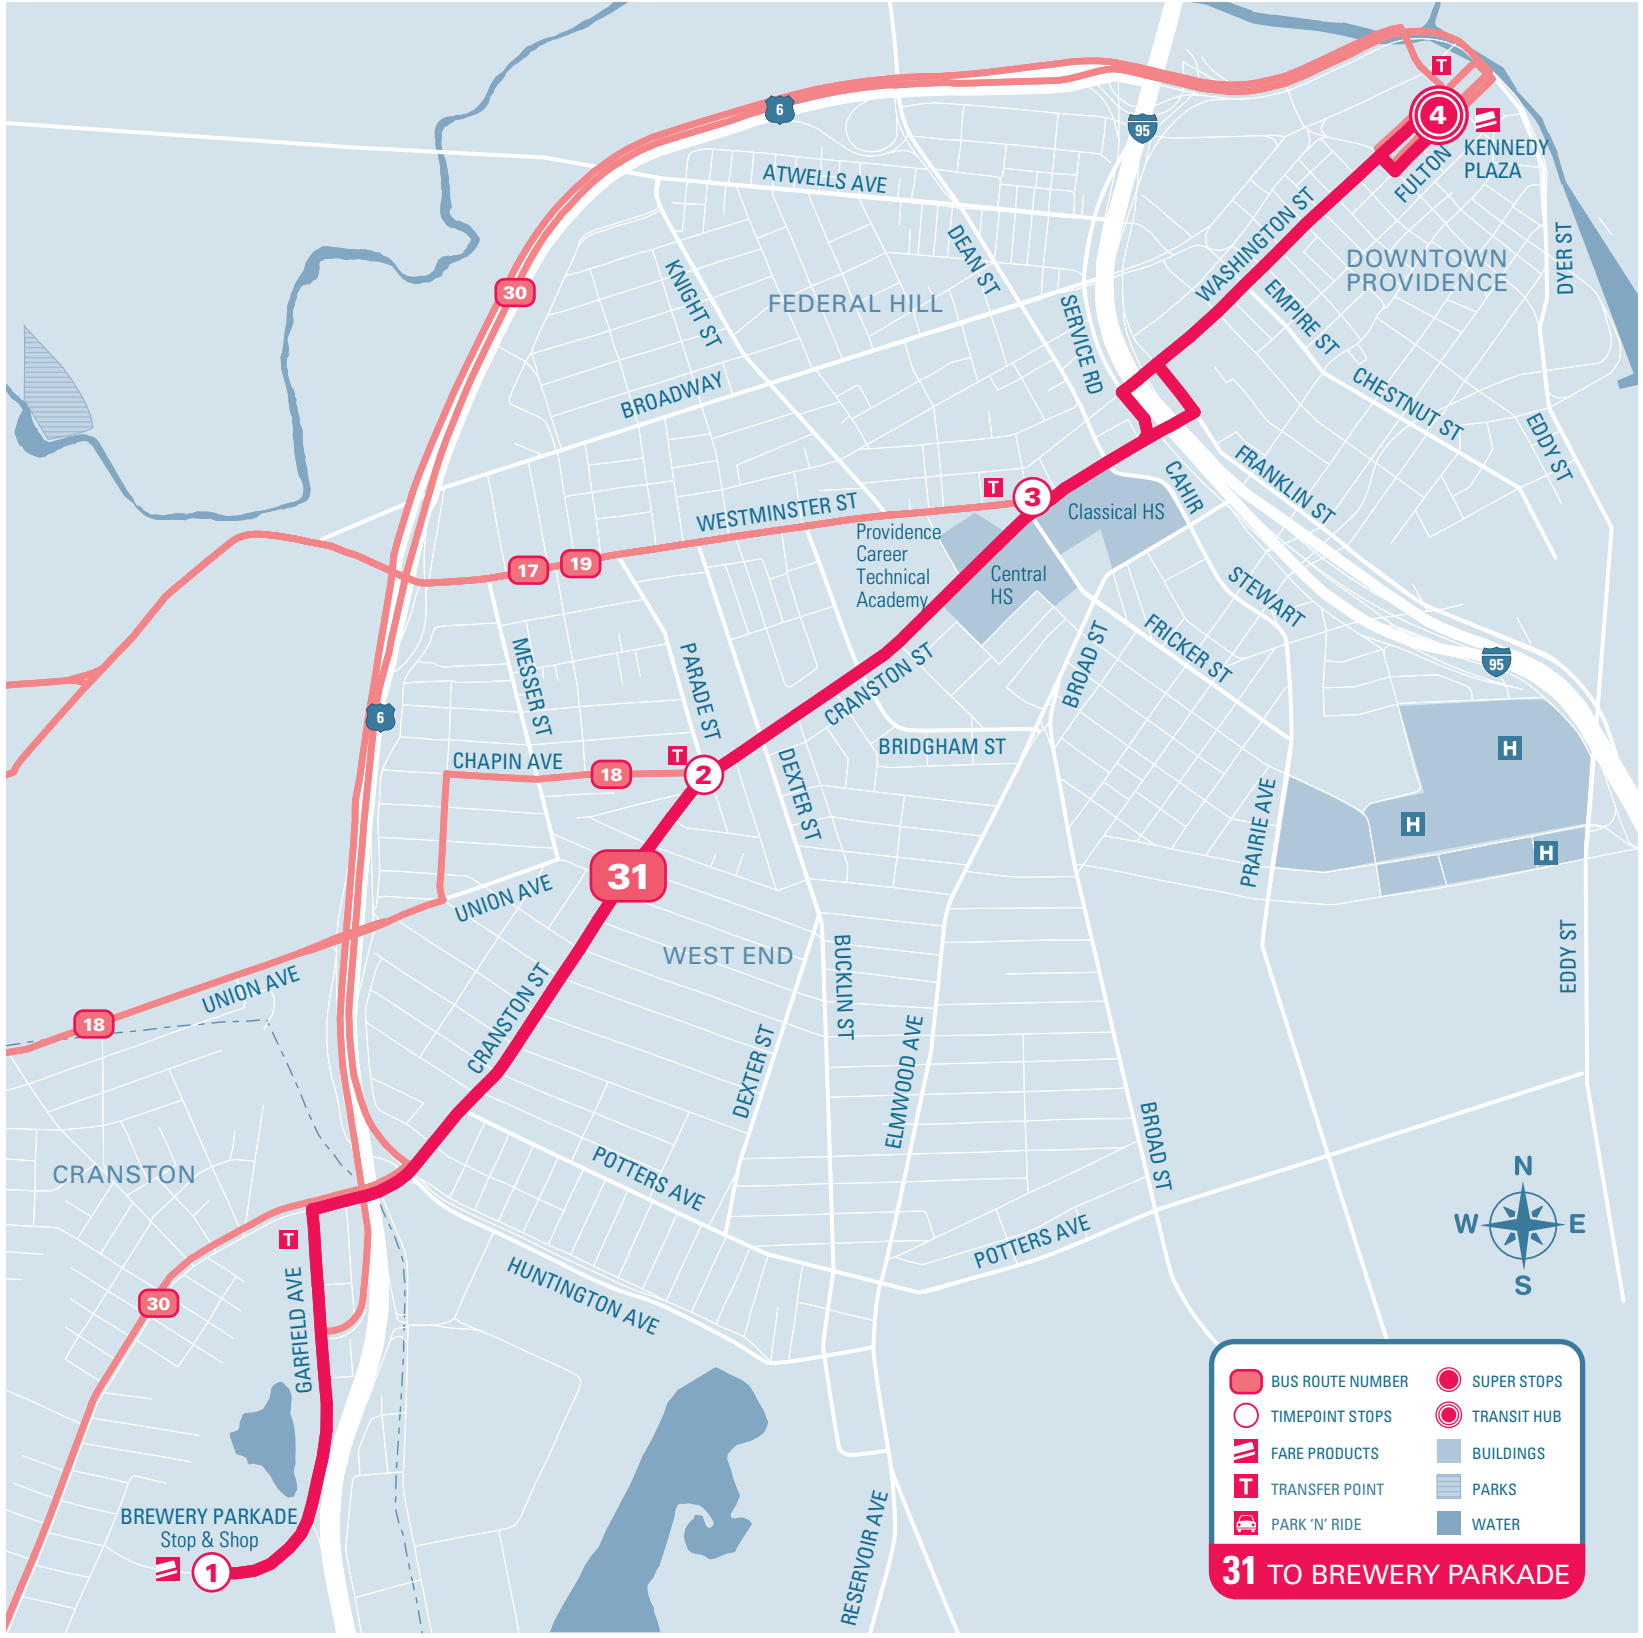 6
T
4
95
KENNEDY
PLAZA
FULTON
ATWELLS AVE
WASHINGTON ST
DEAN ST
DYER ST
DOWNTOWN
PROVIDENCE
KNIGHT ST
30
FEDERAL HILL
EMPIRE ST
SERVICE RD
BROADWAY
CHESTNUT ST
EDDY ST
FRANKLIN ST
CAHIR
T
3
WESTMINSTER ST
Classical HS
Providence
Career
Technical
Academy
17
19
Central
HS
STEWART
FRICKER ST
BROAD ST
95
MESSER ST
PARADE ST
CRANSTON ST
6
BRIDGHAM ST
H
CHAPIN AVE
T
18
2
DEXTER ST
PRAIRIE AVE
H
H
31
UNION AVE
WEST END
BUCKLIN ST
EDDY ST
UNION AVE
18
CRANSTON ST
DEXTER ST
ELMWOOD AVE
BROAD ST
CRANSTON
POTTERS AVE
POTTERS AVE
N
W
E
S
T
30
GARFIELD AVE
HUNTINGTON AVE
BREWERY PARKADE
Stop & Shop
1
RESERVOIR AVE
BUS ROUTE NUMBER
SUPER STOPS
TIMEPOINT STOPS
TRANSIT HUB
FARE PRODUCTS
BUILDINGS
T TRANSFER POINT
PARKS
PARK 'N' RIDE
WATER
31 TO BREWERY PARKADE